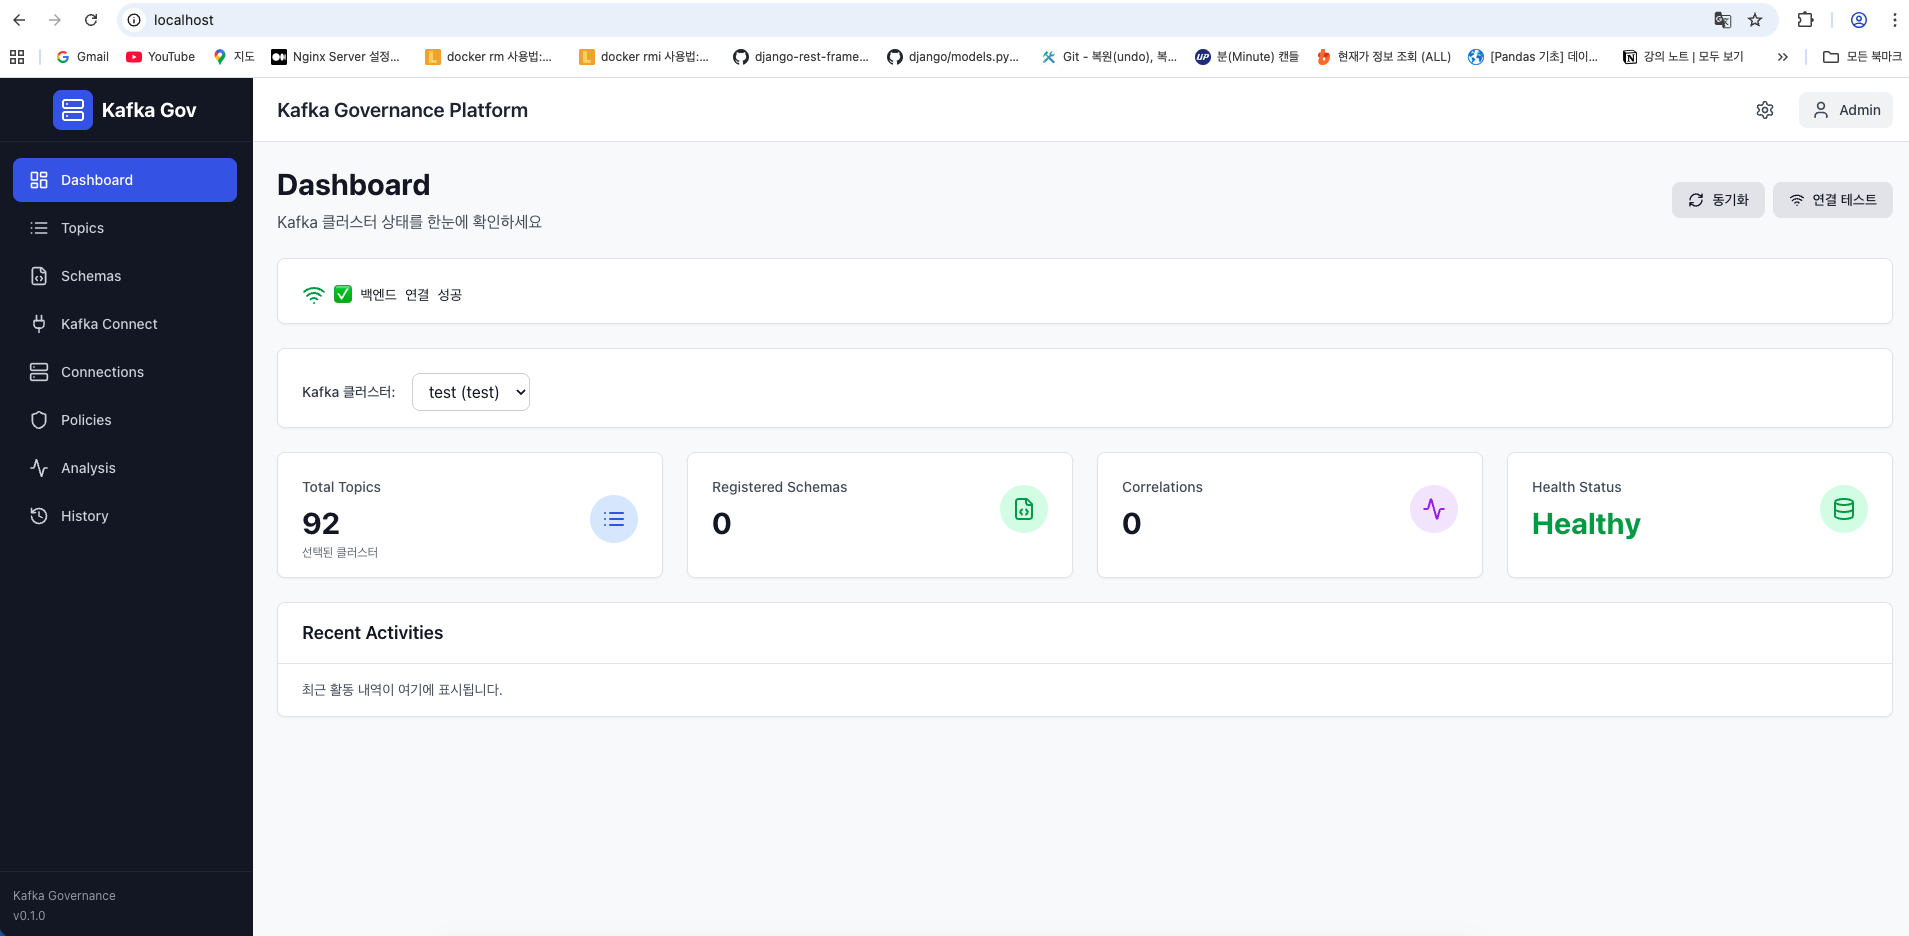 localhost
Gmail
YouTube
지도
Nginx Server 설정...
docker rm 사용법:...
docker rmi 사용법:...
django-rest-frame...
django/models.py...
Git - 복원(undo), 복...
분(Minute) 캔들
현재가 정보 조회 (ALL)
[Pandas 기초] 데이...
강의 노트 | 모두 보기
모든 북마크
Kafka Gov
Kafka Governance Platform
Admin
Dashboard
Topics
Schemas
Kafka Connect
Connections
Policies
Analysis
History
Kafka Governance
v0.1.0
Dashboard
Kafka 클러스터 상태를 한눈에 확인하세요
동기화
연결 테스트
✅ 백엔드 연결 성공
Kafka 클러스터:
test (test)
Total Topics
92
선택된 클러스터
Registered Schemas
0
Correlations
0
Health Status
Healthy
Recent Activities
최근 활동 내역이 여기에 표시됩니다.